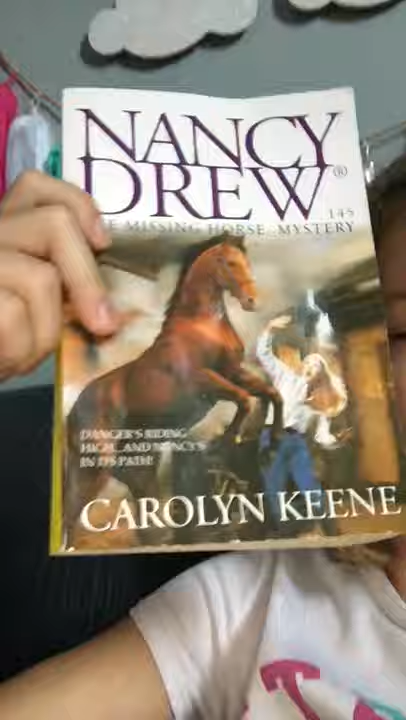 NANCY
DREW®
145
MISSING HORSE MYSTERY
DANGER'S RIDING
HIGH...AND NANCY'S
IN ITS PATH!
CAROLYN KEENE